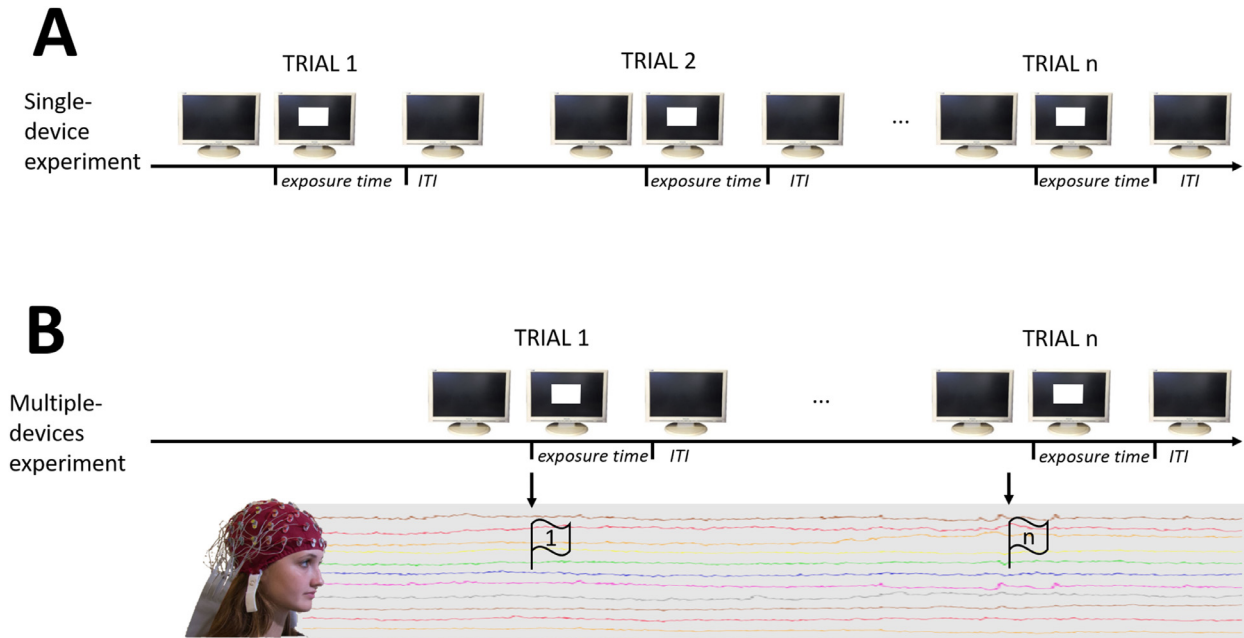 A
TRIAL 1
TRIAL 2
TRIAL n
Single-
device
experiment
...
exposure time
ITI
exposure time
ITI
exposure time
ITI
B
TRIAL 1
TRIAL n
Multiple-
devices
experiment
...
exposure time
ITI
exposure time
ITI
1
n